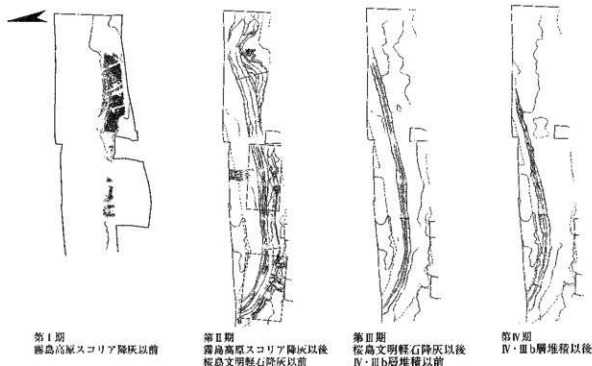 第Ⅰ期
霧島高原スコリア降灰以前
第Ⅱ期
霧島高原スコリア降灰以後
桜島文明軽石降灰以前
第Ⅲ期
桜島文明軽石降灰以後
Ⅳ・Ⅲb層堆積以前
第Ⅳ期
Ⅳ・Ⅲb層堆積以後